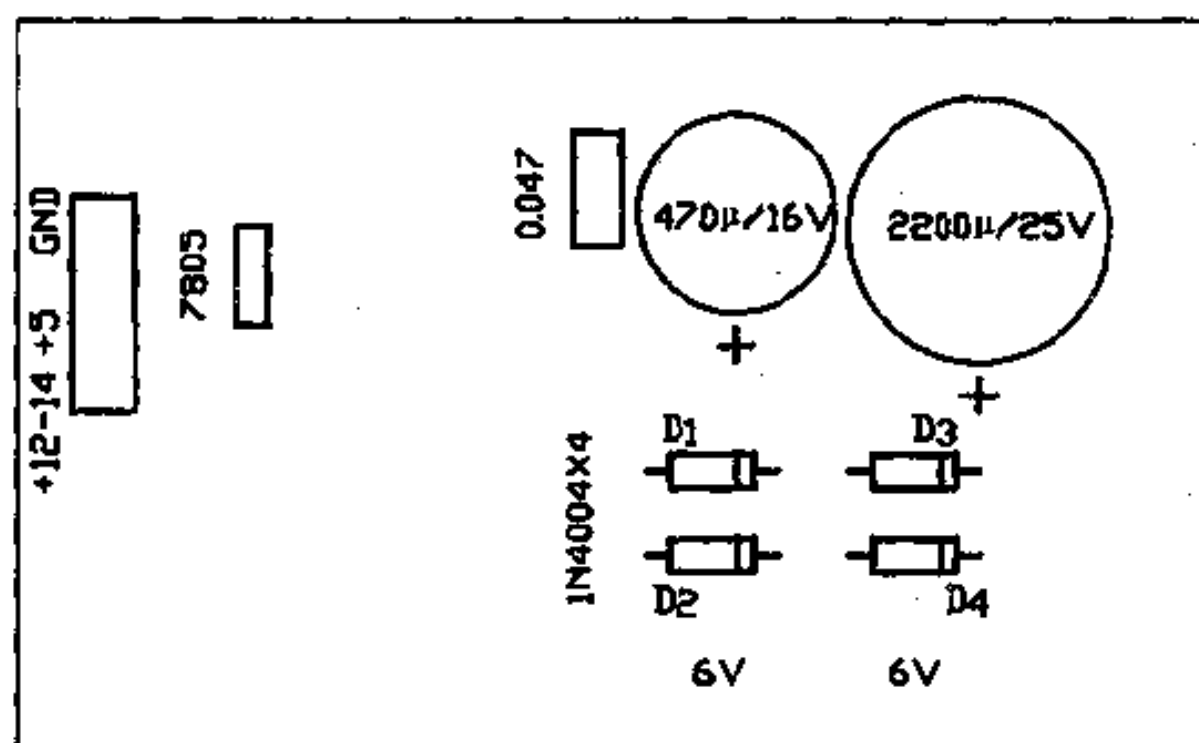 GND
+5
+12-14
7805
0.047
470μ/16V
+
2200μ/25V
+
1N4004X4
D1
D3
D2
D4
6V
6V